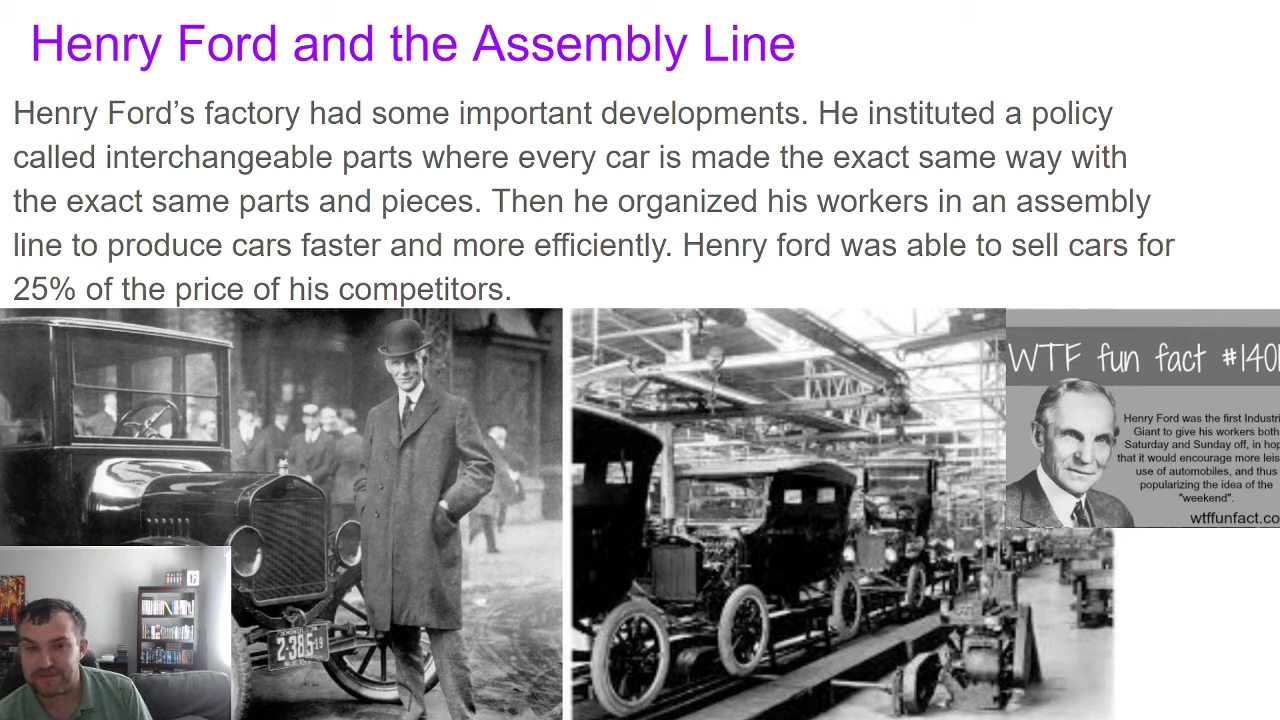 Henry Ford and the Assembly Line
Henry Ford’s factory had some important developments. He instituted a policy
called interchangeable parts where every car is made the exact same way with
the exact same parts and pieces. Then he organized his workers in an assembly
line to produce cars faster and more efficiently. Henry ford was able to sell cars for
25% of the price of his competitors.
WTF fun fact #140
Henry Ford was the first Industri
Giant to give his workers both
Saturday and Sunday off, in hop
that it would encourage more leis
use of automobiles, and thus
popularizing the idea of the
"weekend".
wtffunfact.co